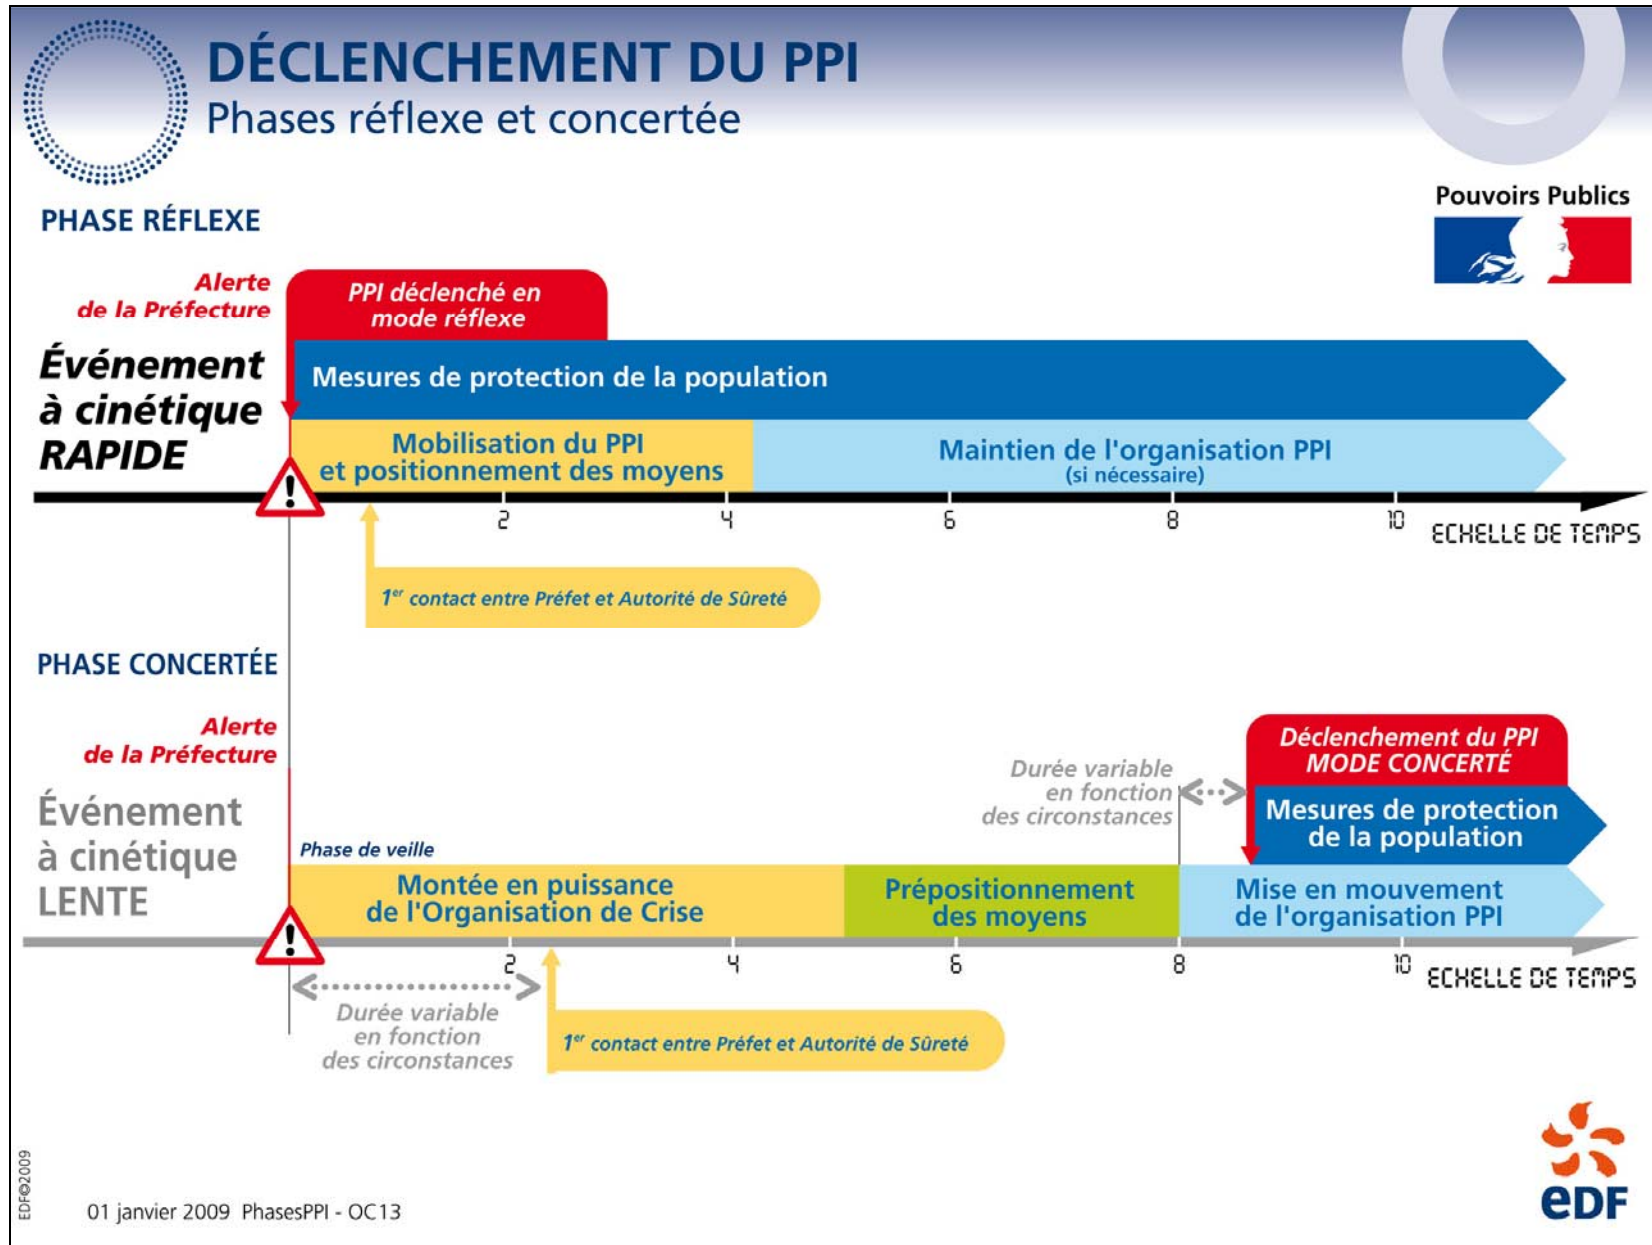 DÉCLENCHEMENT DU PPI
Phases réflexe et concertée
Pouvoirs Publics
PHASE RÉFLEXE
Alerte
de la Préfecture
PPI déclenché en
mode réflexe
Événement
à cinétique
RAPIDE
Mesures de protection de la population
Mobilisation du PPI
et positionnement des moyens
Maintien de l'organisation PPI
(si nécessaire)
!
2
4
6
8
10
ECHELLE DE TEMPS
1er contact entre Préfet et Autorité de Sûreté
PHASE CONCERTÉE
Alerte
de la Préfecture
Déclenchement du PPI
MODE CONCERTÉ
Durée variable
en fonction
des circonstances
Mesures de protection
de la population
Événement
à cinétique
LENTE
Phase de veille
Montée en puissance
de l'Organisation de Crise
Prépositionnement
des moyens
Mise en mouvement
de l'organisation PPI
!
2
4
6
8
10
ECHELLE DE TEMPS
Durée variable
en fonction
des circonstances
1er contact entre Préfet et Autorité de Sûreté
EDF©2009
01 janvier 2009 PhasesPPI - OC13
eDF